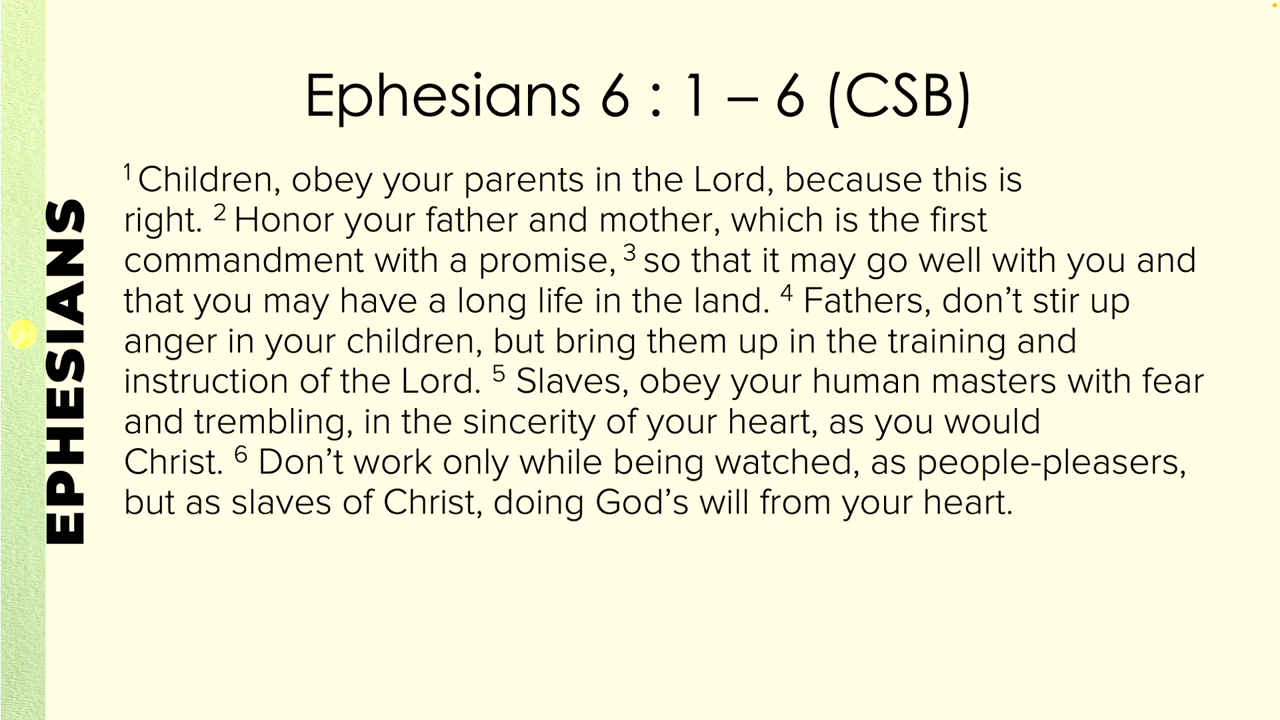 Ephesians 6 : 1 – 6 (CSB)
EPHESIANS
1 Children, obey your parents in the Lord, because this is
right. 2 Honor your father and mother, which is the first
commandment with a promise, 3 so that it may go well with you and
that you may have a long life in the land. 4 Fathers, don’t stir up
anger in your children, but bring them up in the training and
instruction of the Lord. 5 Slaves, obey your human masters with fear
and trembling, in the sincerity of your heart, as you would
Christ. 6 Don’t work only while being watched, as people-pleasers,
but as slaves of Christ, doing God’s will from your heart.